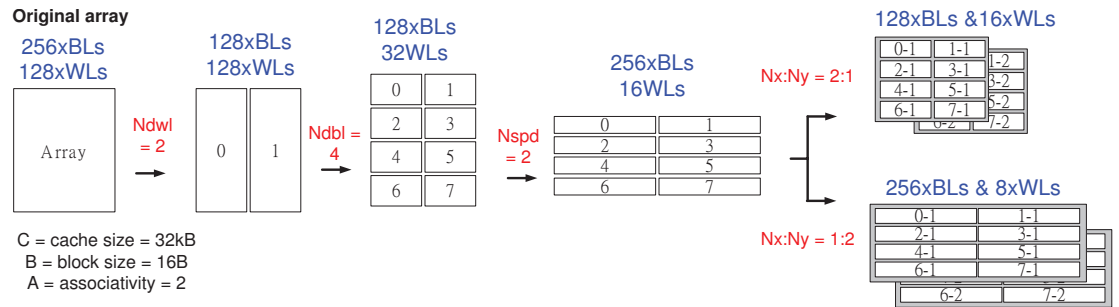 Original array
256xBLs
128xWLs
Array
C = cache size = 32kB
B = block size = 16B
A = associativity = 2
Ndwl
= 2
128xBLs
128xWLs
0 1
Ndbl =
4
128xBLs
32WLs
0 1
2 3
4 5
6 7
Nspd
= 2
256xBLs
16WLs
0 1
2 3
4 5
6 7
Nx:Ny = 2:1
128xBLs &16xWLs
0-1 1-1
2-1 3-1
4-1 5-1
6-1 7-1
1-2
3-2
5-2
6-2 7-2
Nx:Ny = 1:2
256xBLs & 8xWLs
0-1 1-1
2-1 3-1
4-1 5-1
6-1 7-1
6-2 7-2